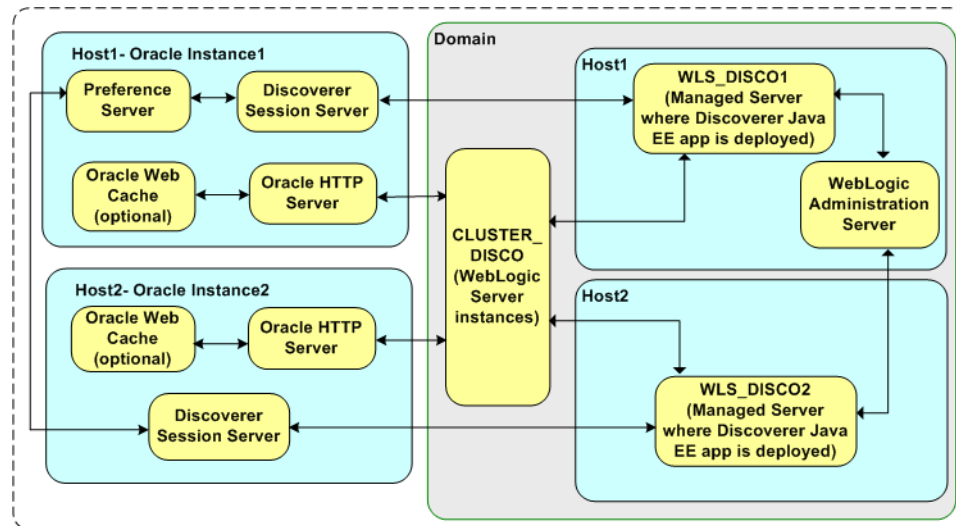 Host1- Oracle Instance1
Preference
Server
Discoverer
Session Server
Oracle Web
Cache
(optional)
Oracle HTTP
Server
Host2- Oracle Instance2
Oracle Web
Cache
(optional)
Oracle HTTP
Server
Discoverer
Session Server
Domain
CLUSTER_
DISCO
(WebLogic
Server
instances)
Host1
WLS_DISCO1
(Managed Server
where Discoverer Java
EE app is deployed)
WebLogic
Administration
Server
Host2
WLS_DISCO2
(Managed Server
where Discoverer Java
EE app is deployed)